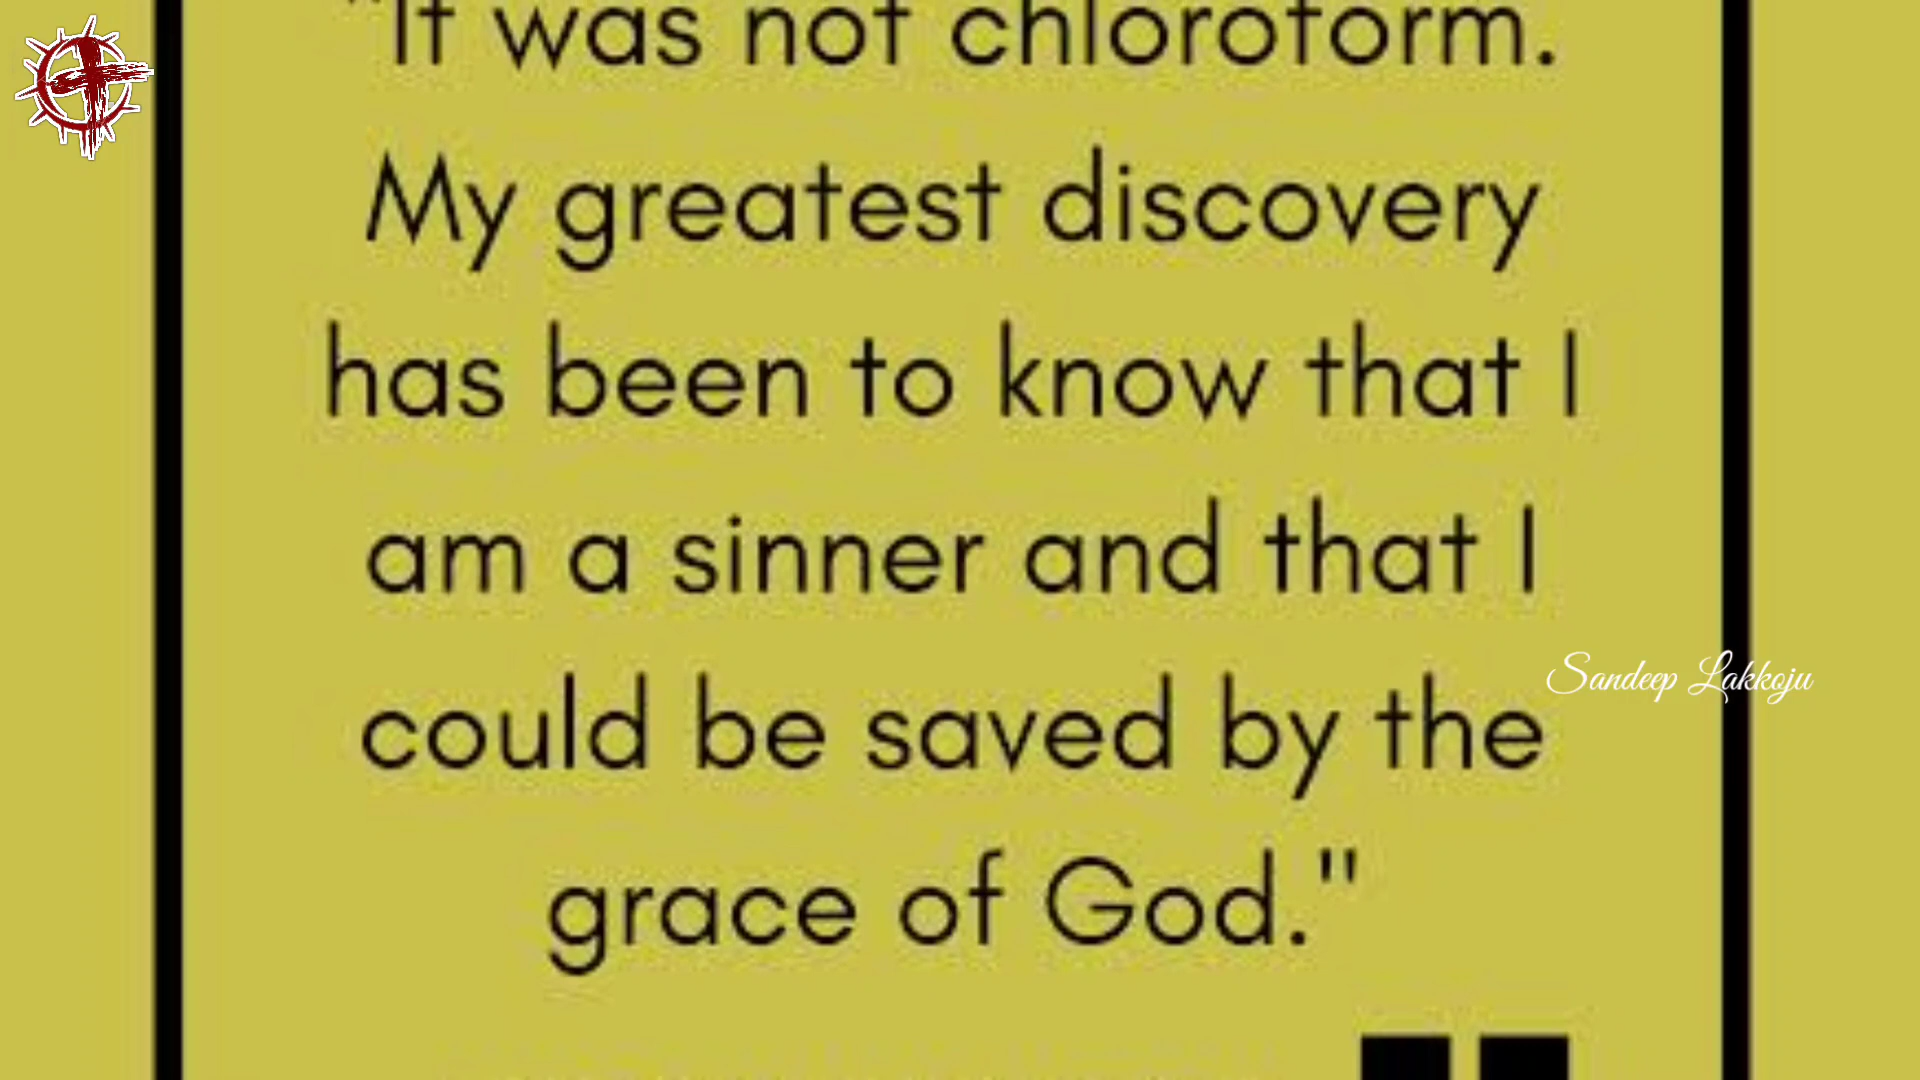 "It was not chloroform.
My greatest discovery
has been to know that I
am a sinner and that I
Sandeep Lakkoju
could be saved by the
grace of God."